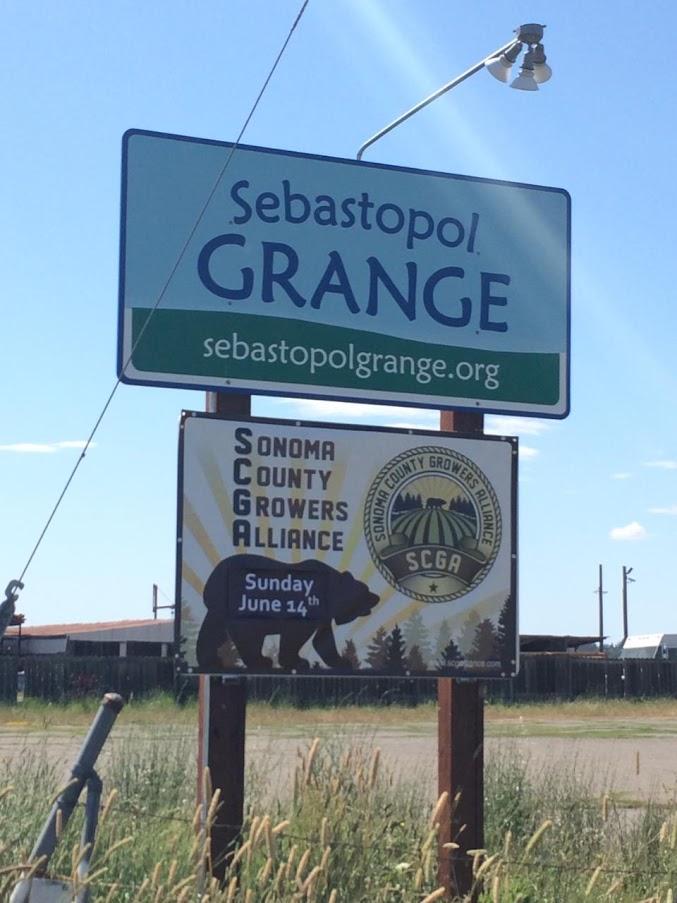 Sebastopol
GRANGE
sebastopolgrange.org
SONOMA
COUNTY
GROWERS
ALLIANCE
SONOMA COUNTY GROWERS ALLIANCE
SCGA
Sunday
June 14th